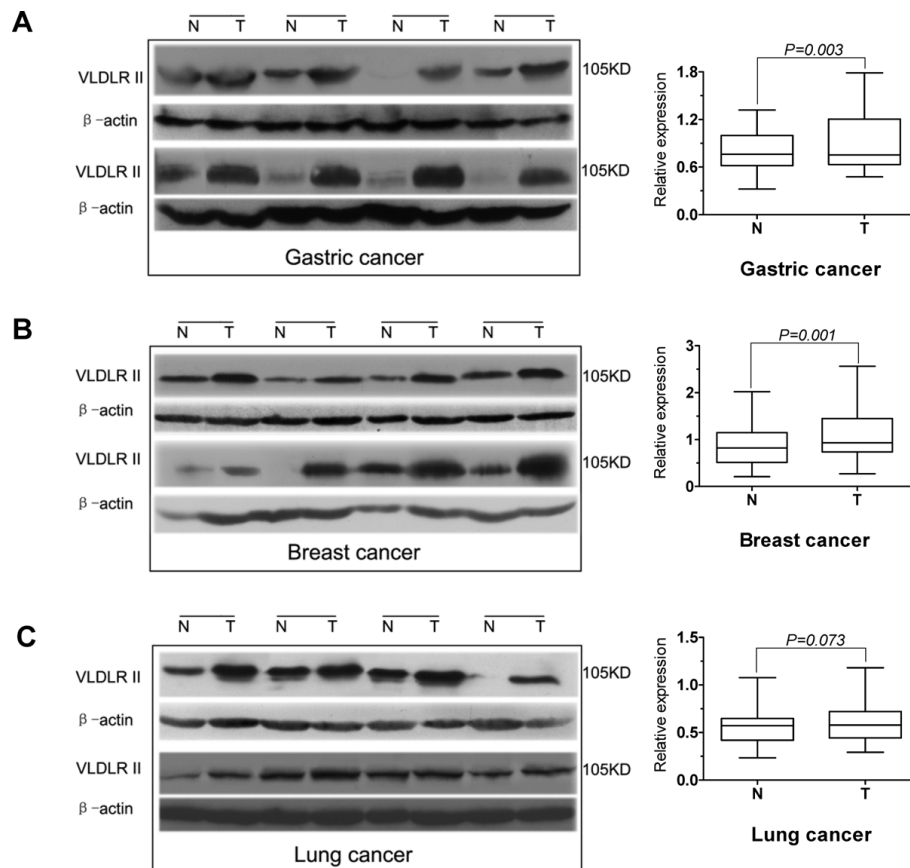 A
N T N T N T N T
VLDLR II 105KD
β-actin
VLDLR II 105KD
β-actin
Gastric cancer
P=0.003
Relative expression
1.8
1.2
0.6
0.0
N T
Gastric cancer
B
N T N T N T N T
VLDLR II 105KD
β-actin
VLDLR II 105KD
β-actin
Breast cancer
P=0.001
Relative expression
3
2
1
0
N T
Breast cancer
C
N T N T N T N T
VLDLR II 105KD
β-actin
VLDLR II 105KD
β-actin
Lung cancer
P=0.073
Relative expression
1.5
1.0
0.5
0.0
N T
Lung cancer